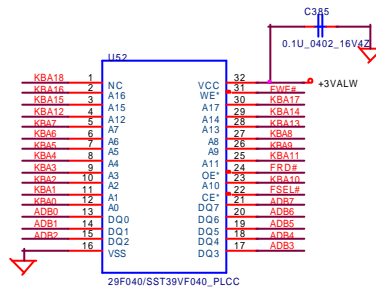 C385
0.1U_0402_16V4Z
+3VALW
U52
KBA18 1 NC VCC 32
KBA16 2 A16 WE* 31 FWE#
KBA15 3 A15 A17 30 KBA17
KBA12 4 A12 A14 29 KBA14
KBA7 5 A7 A13 28 KBA13
KBA6 6 A6 A8 27 KBA8
KBA5 7 A5 A9 26 KBA9
KBA4 8 A4 A11 25 KBA11
KBA3 9 A3 OE* 24 FRD#
KBA2 10 A2 A10 23 KBA10
KBA1 11 A1 CE* 22 FSEL#
KBA0 12 A0 DQ7 21 ADB7
ADB0 13 DQ0 DQ6 20 ADB6
ADB1 14 DQ1 DQ5 19 ADB5
ADB2 15 DQ2 DQ4 18 ADB4
16 VSS DQ3 17 ADB3
29F040/SST39VF040_PLCC